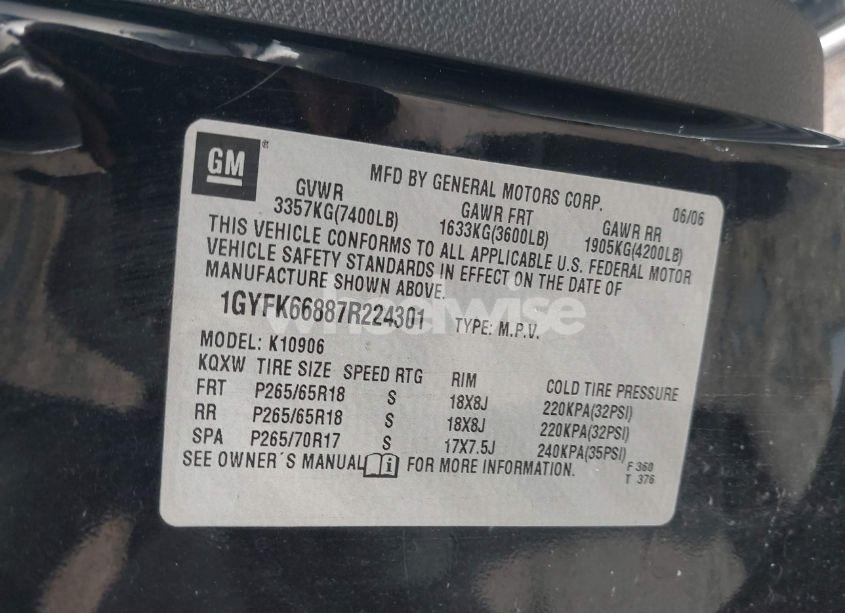 GM ®
MFD BY GENERAL MOTORS CORP. 06/06
GVWR GAWR FRT GAWR RR
3357KG(7400LB) 1633KG(3600LB) 1905KG(4200LB)
THIS VEHICLE CONFORMS TO ALL APPLICABLE U.S. FEDERAL MOTOR
VEHICLE SAFETY STANDARDS IN EFFECT ON THE DATE OF
MANUFACTURE SHOWN ABOVE.
1GYFK66887R224301 TYPE: M.P.V.
wheelwise
MODEL: K10906
KQXW TIRE SIZE SPEED RTG RIM COLD TIRE PRESSURE
FRT P265/65R18 S 18X8J 220KPA(32PSI)
RR P265/65R18 S 18X8J 220KPA(32PSI)
SPA P265/70R17 S 17X7.5J 240KPA(35PSI)
SEE OWNER´S MANUAL i FOR MORE INFORMATION.
F 360
T 376